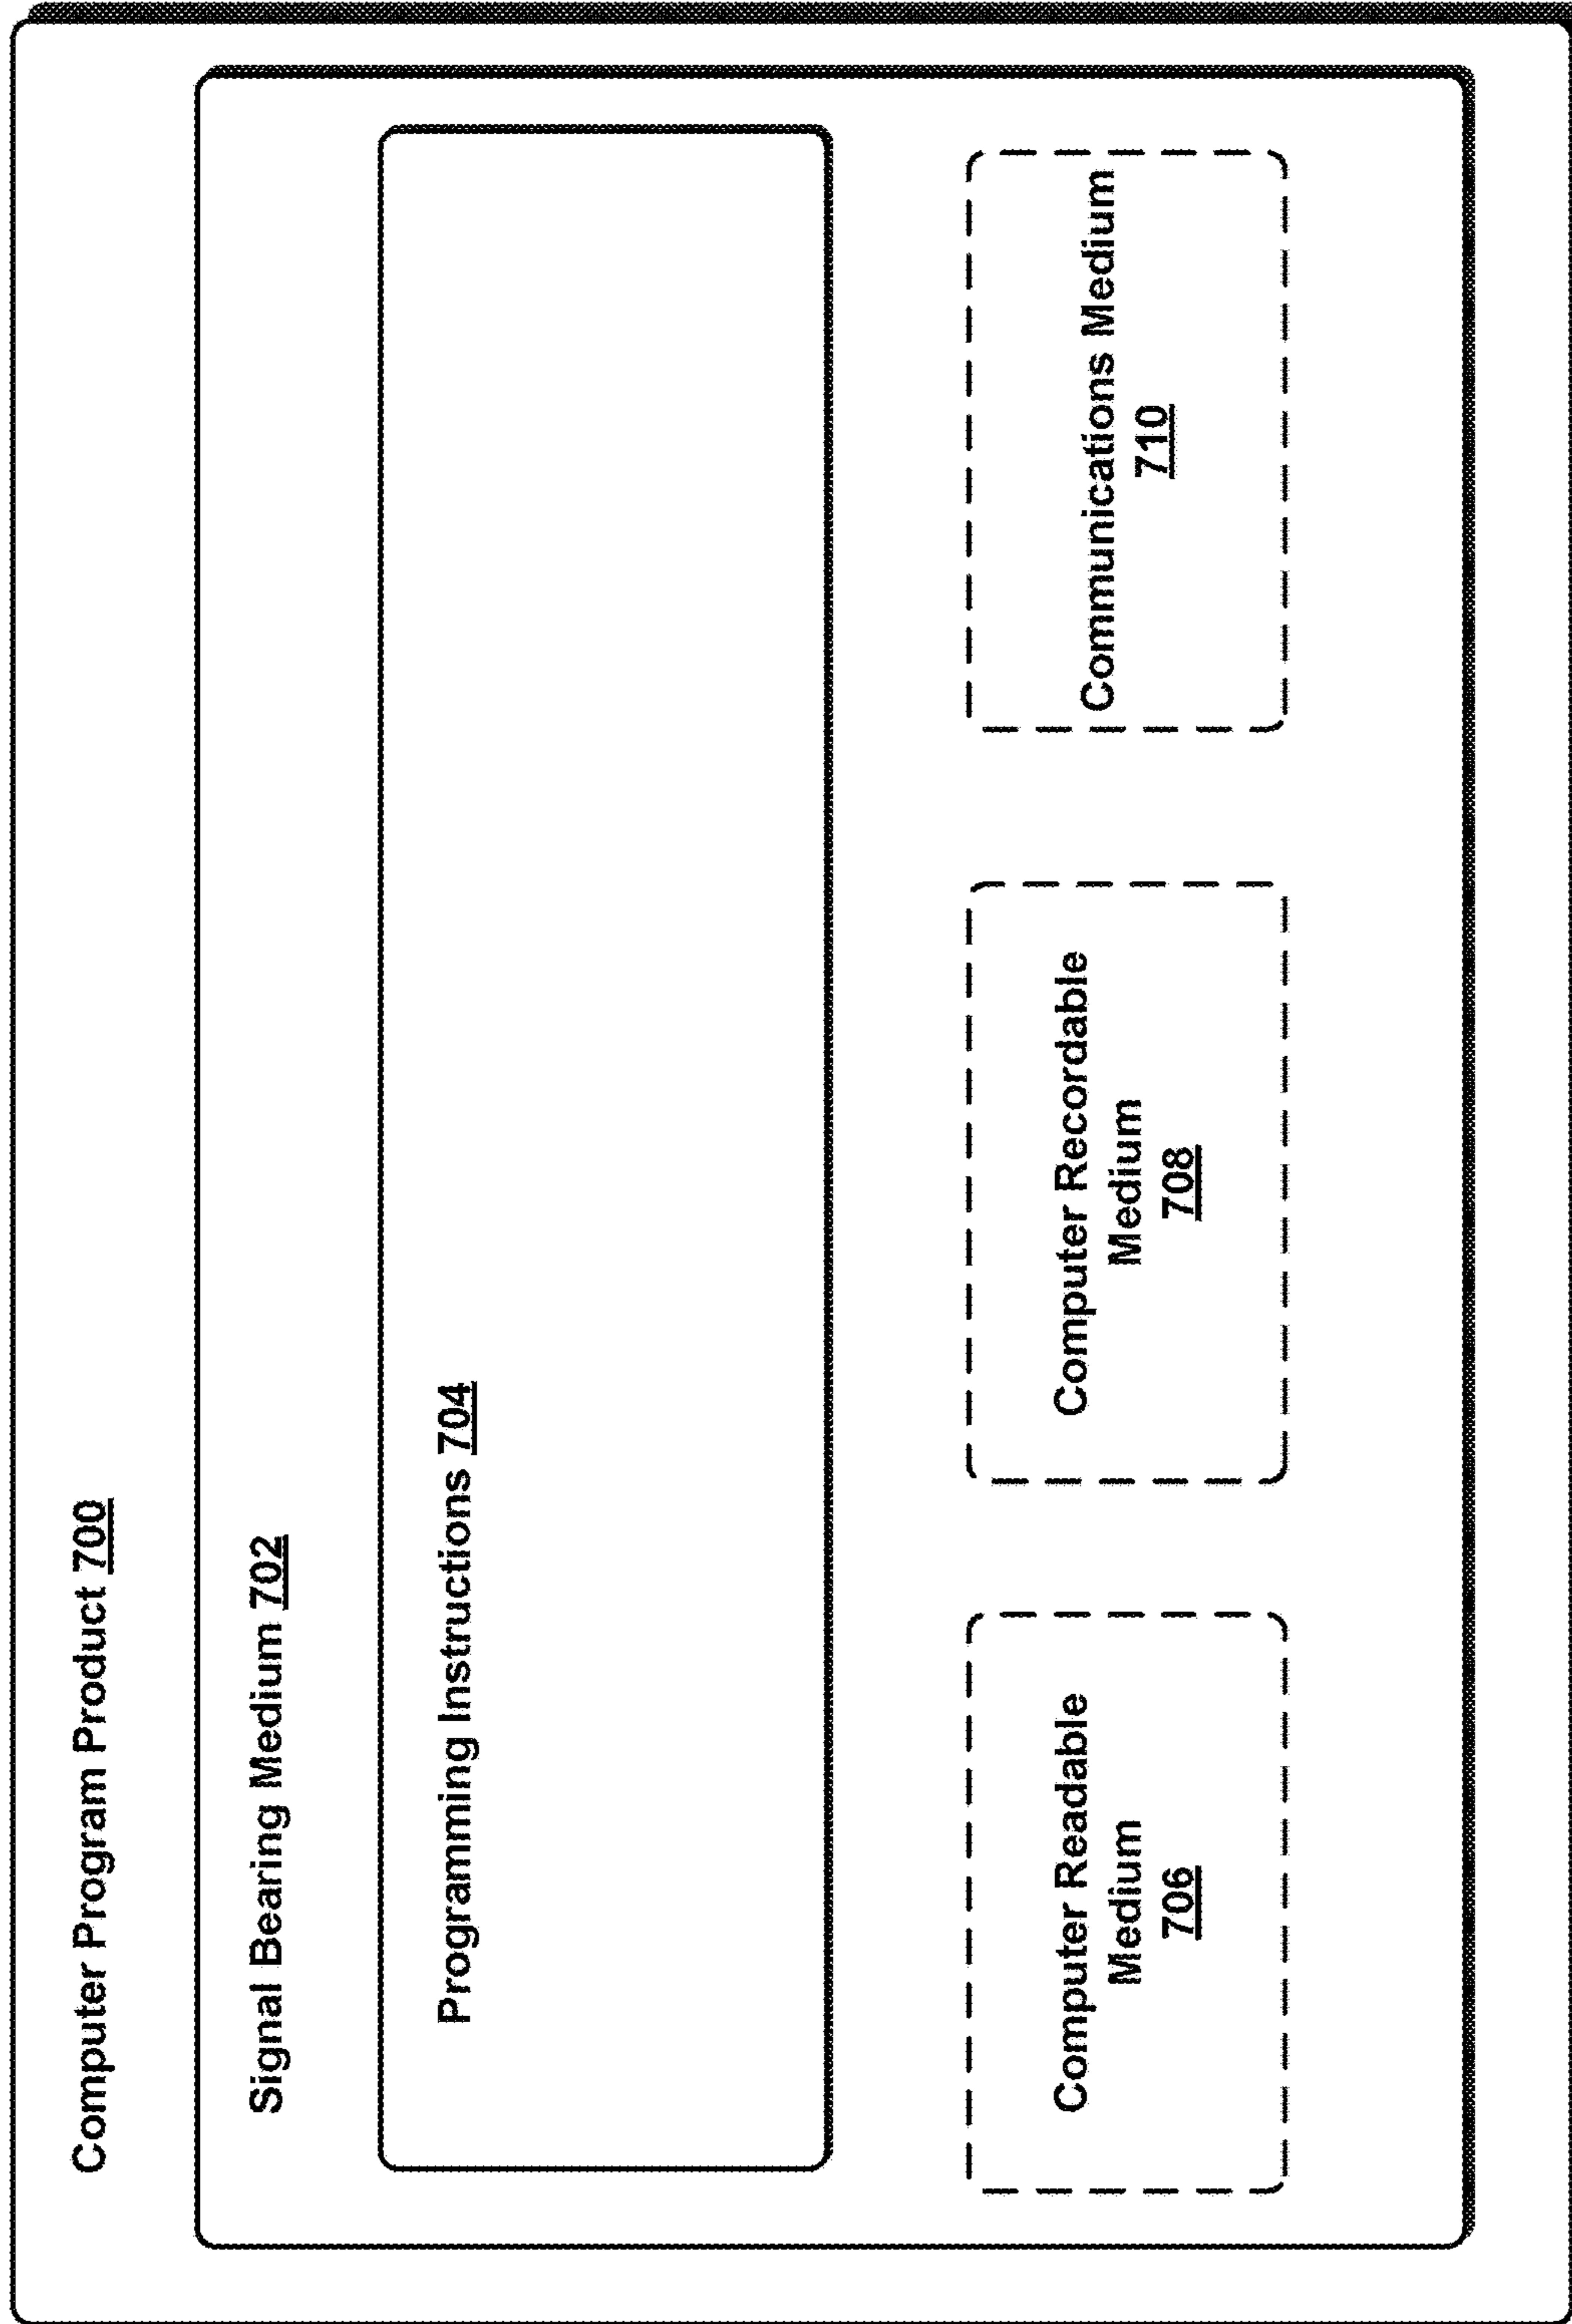 Computer Program Product 700
Signal Bearing Medium 702
Programming Instructions 704
Computer Readable
Medium
706
Computer Recordable
Medium
708
Communications Medium
710